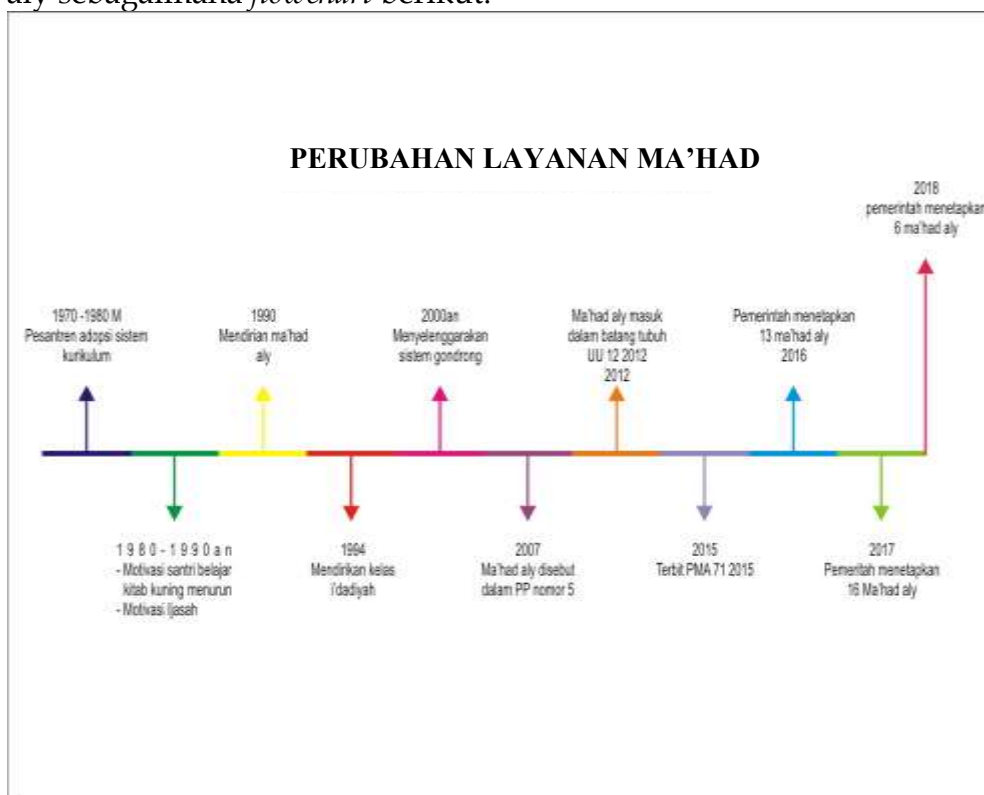 aly sebagaimana flowchart berikut.
PERUBAHAN LAYANAN MA'HAD
2018
pemerintah menetapkan
6 ma'had aly
1970 -1980 M
Pesantren adopsi sistem
kurikulum
1990
Mendirian ma'had
aly
2000an
Menyelenggarakan
sistem gondrong
Ma'had aly masuk
dalam batang tubuh
UU 12 2012
2012
Pemerintah menetapkan
13 ma'had aly
2016
1980-1990an
- Motivasi santri belajar
kitab kuning menurun
- Motivasi Ijasah
1994
Mendirikan kelas
i'dadiyah
2007
Ma'had aly disebut
dalam PP nomor 5
2015
Terbit PMA 71 2015
2017
Pemeritah menetapkan
16 Ma'had aly